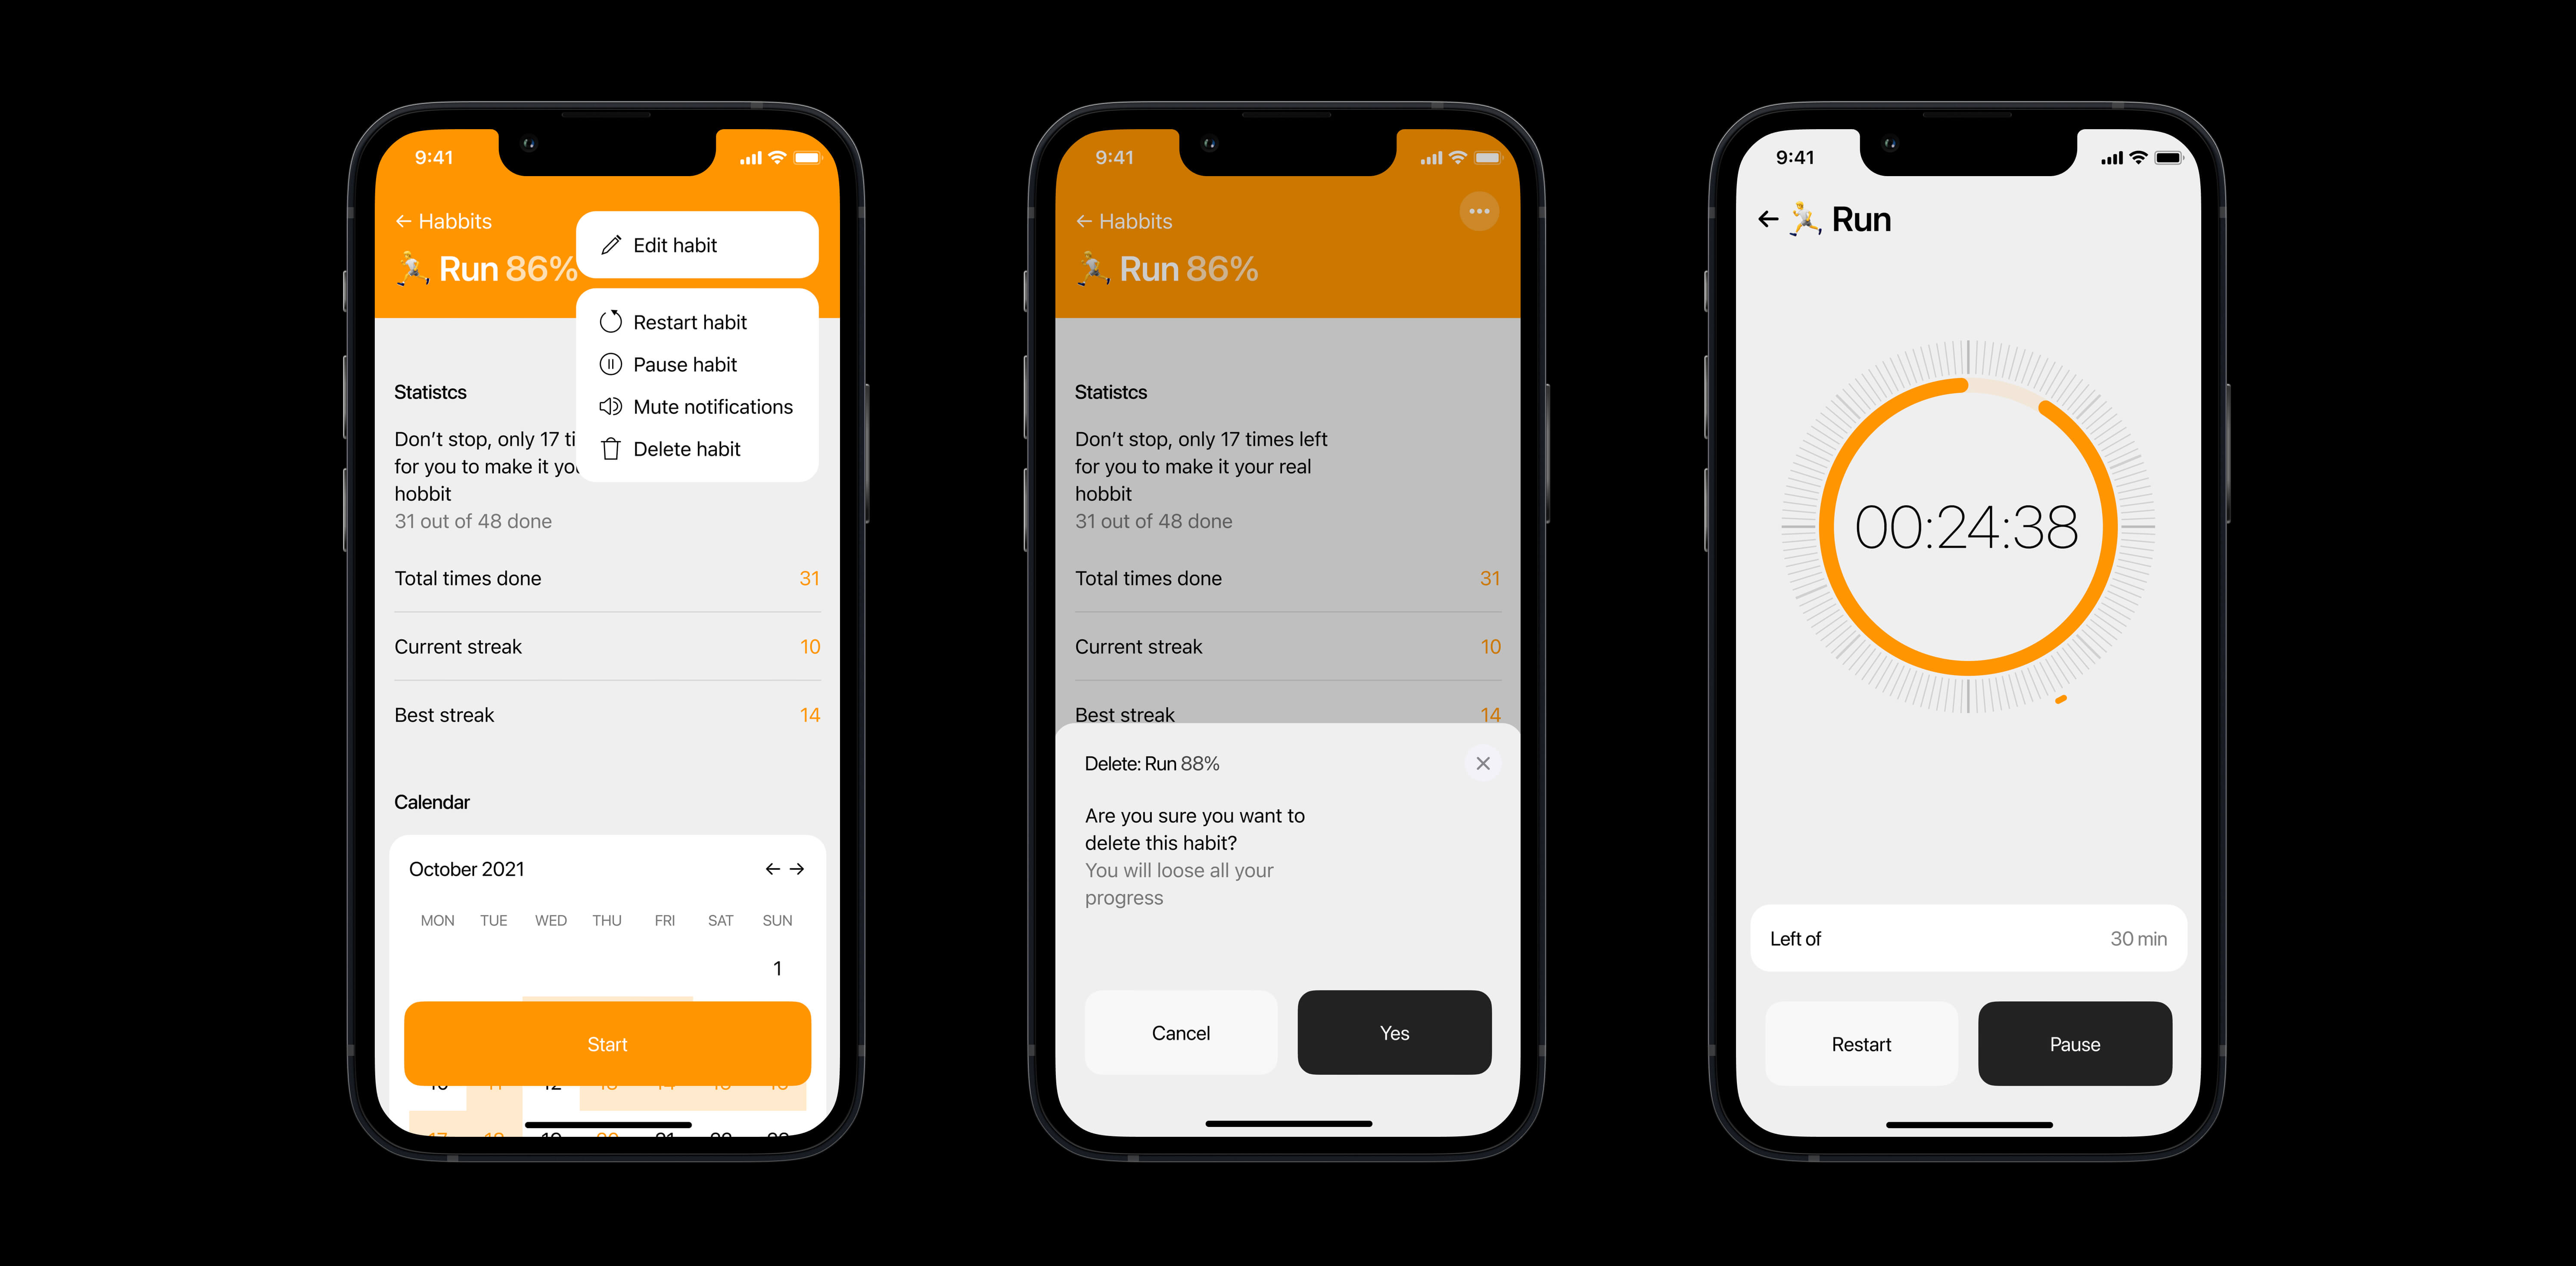 9:41
← Habbits
Run 86%
Edit habit
Restart habit
Pause habit
Mute notifications
Delete habit
Statistcs
Don’t stop, only 17 ti
for you to make it you
hobbit
31 out of 48 done
Total times done 31
Current streak 10
Best streak 14
Calendar
October 2021 ← →
MON TUE WED THU FRI SAT SUN
1
Start
9:41
← Habbits
Run 86%
Statistcs
Don’t stop, only 17 times left
for you to make it your real
hobbit
31 out of 48 done
Total times done 31
Current streak 10
Best streak 14
Delete: Run 88%
Are you sure you want to
delete this habit?
You will loose all your
progress
Cancel Yes
9:41
← Run
00:24:38
Left of 30 min
Restart Pause